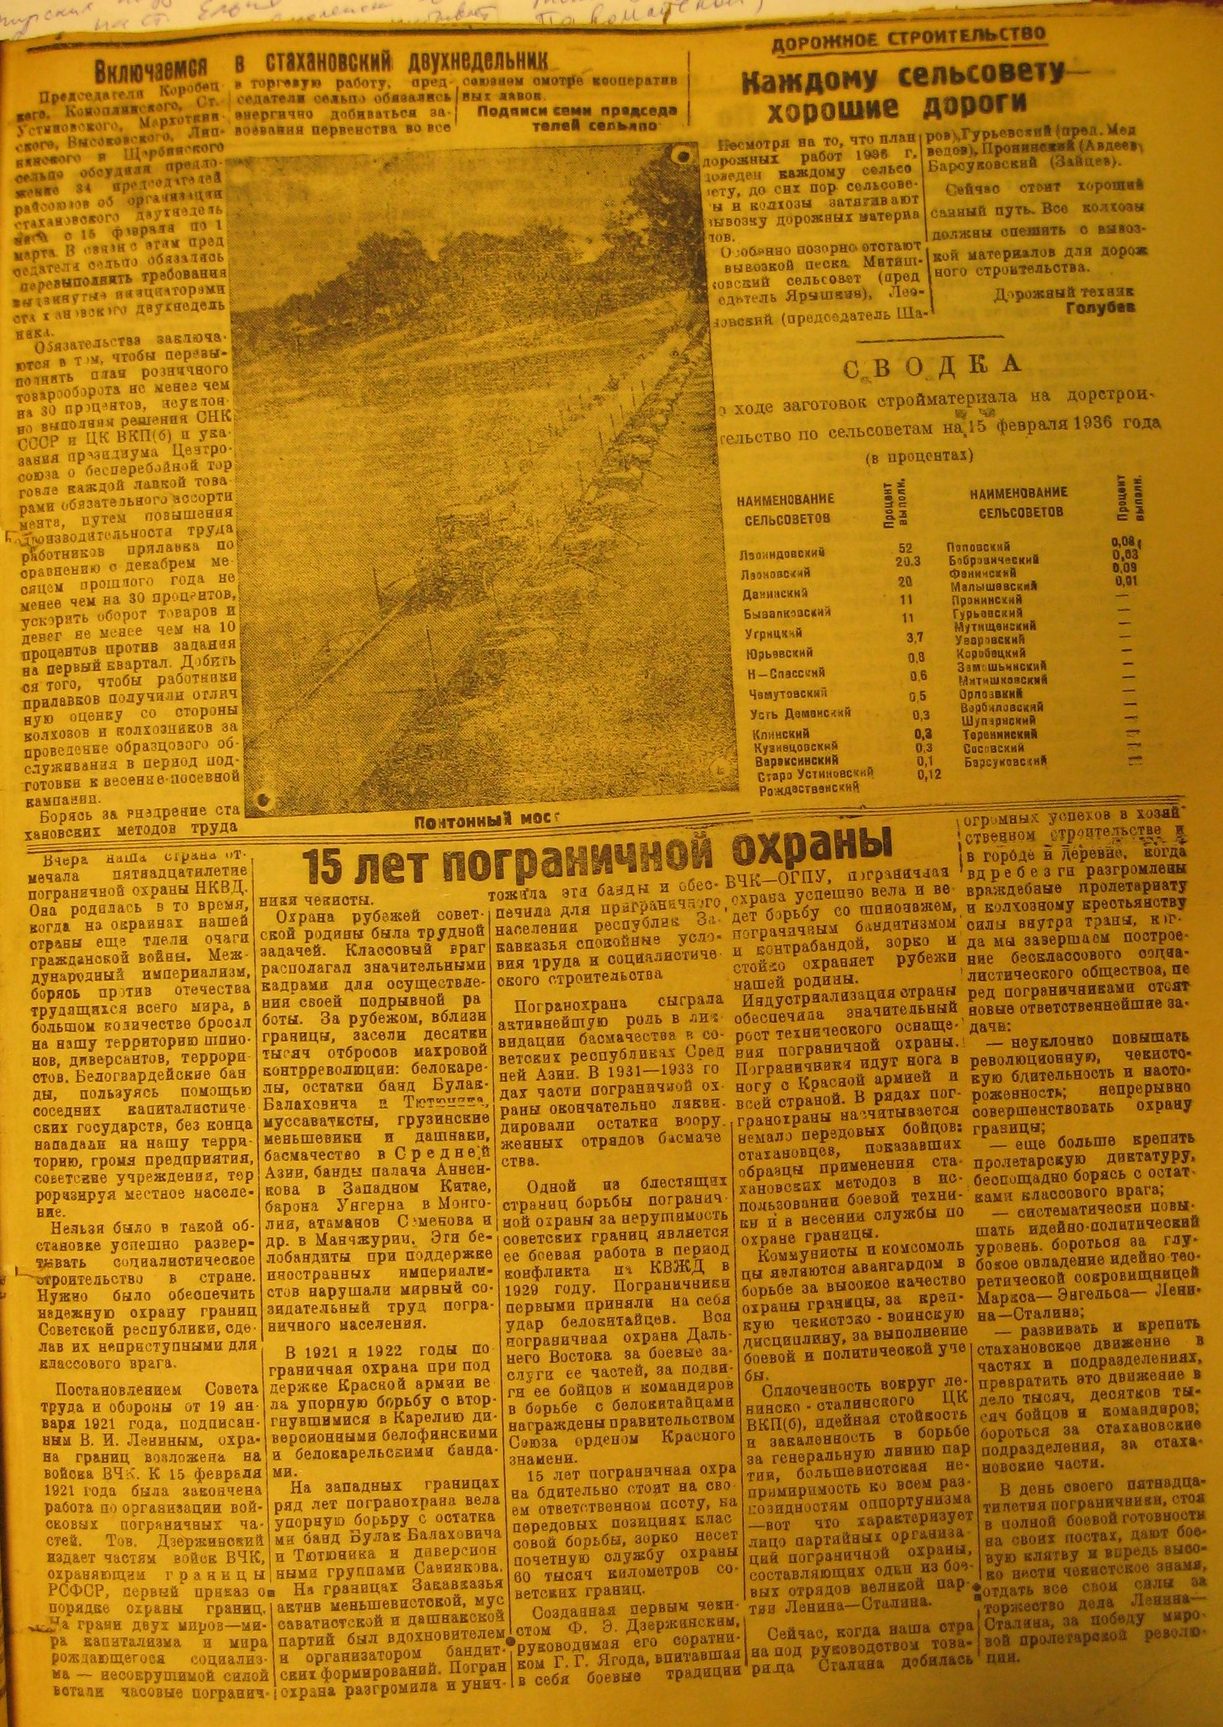 Включаемся в стахановский двухнедельник
Председатели Коробец
кого, Коноплинского, Ст.
Устиновского, Мархоткин
ского, Высоковского, Ляп
нинского и Щербинского
сельпо обсудили предло
жение 34 председателей
райсоюзов об организации
стахановского двухнедель
с 15 февраля по 1
марта. В связи с этим пред
седатели сельпо обязались
перевыполнить требования
выдвинутые инициаторами
стахановского двухнедель
ника.
Обязательства заключа-
ются в том, чтобы перевы-
полнить план розничного
товарооборота не менее чем
на 30 процентов, неуклон-
но выполняя решения СНК
СССР и ЦК ВКП(б) и ука-
зания президиума Центро-
союза о бесперебойной тор
говле каждой лавкой това
рами обязательного ассорти
мента, путем повышения
производительности труда
работников прилавка по
сравнению с декабрем ме-
сяцем прошлого года не
менее чем на 30 процентов,
ускорить оборот товаров и
денег не менее чем на 10
процентов против задания
на первый квартал. Добить
ся того, чтобы работники
прилавков получили отлич
ную оценку со стороны
колхозов и колхозников за
проведение образцового об-
служивания в период под-
готовки к весенне-посевной
кампании.
Борясь за внедрение ста
хановских методов труда
в торговую работу, пред-
седатели сельпо обязались
энергично добиваться за-
воевания первенства во все
союзном смотре кооператив
ных лавок.
Подписи семи председа
телей сельпо
Понтонный мост
ДОРОЖНОЕ СТРОИТЕЛЬСТВО
Каждому сельсовету—
хорошие дороги
Несмотря на то, что план
дорожных работ 1936 г.
доведен каждому сельсо
вету, до сих пор сельсове-
ты и колхозы затягивают
вывозку дорожных материа
лов.
Особенно позорно отстают
с вывозкой песка Митиш-
ковский сельсовет (пред
седатель Ярышкин), Лео-
новский (председатель Ша-
ров), Гурьевский (пред. Мед
ведов), Пронинский (Авдеев)
Барсуковский (Зайцев).
Сейчас стоит хороший
санный путь. Все колхозы
должны спешить с вывоз-
кой материалов для дорож
ного строительства.
Дорожный техник
Голубев
СВОДКА
о ходе заготовок стройматериала на дорстрои-
тельство по сельсоветам на 15 февраля 1936 года
(в процентах)
НАИМЕНОВАНИЕ СЕЛЬСОВЕТОВ
Процент выполн.
НАИМЕНОВАНИЕ СЕЛЬСОВЕТОВ
Процент выполн.
Леонидовский 52
Леоновский 20.3
Данинский 20
Бывалковский 11
Угрицкий 11
Юрьевский 3,7
Н—Спасский 0,8
Чемутовский 0,6
Усть Деменский 0,5
Клинский 0,3
Кузнецовский 0,3
Вараксинский 0,3
Старо Устиновский 0,1
Рождественский 0,12
Поповский 0,08
Бобровический 0,03
Фенинский 0,09
Малышевский 0,01
Пронинский —
Гурьевский —
Мутищенский —
Уваровский —
Коробецкий —
Замошьинский —
Митишковский —
Орловский —
Варбиловский —
Шупаряский —
Теренинский —
Сосовский —
Барсуковский —
15 лет пограничной охраны
Вчера наша страна от-
мечала пятнадцатилетие
пограничной охраны НКВД.
Она родилась в то время,
когда на окраинах нашей
страны еще тлели очаги
гражданской войны. Меж-
дународный империализм,
борясь против отечества
трудящихся всего мира, в
большом количестве бросал
на нашу территорию шпио-
нов, диверсантов, террори-
стов. Белогвардейские бан
ды, пользуясь помощью
соседних капиталистиче-
ских государств, без конца
нападали на нашу терри-
торию, громя предприятия,
советские учреждения, тер
роризируя местное населе-
ние.
Нельзя было в такой об-
становке успешно развер-
тывать социалистическое
строительство в стране.
Нужно было обеспечить
надежную охрану границ
Советской республики, сде-
лав их неприступными для
классового врага.
Постановлением Совета
труда и обороны от 19 ян-
варя 1921 года, подписан-
ным В. И. Лениным, охра-
на границ возложена на
войска ВЧК. К 15 февраля
1921 года была закончена
работа по организации вой-
сковых пограничных ча-
стей. Тов. Дзержинский
издает частям войск ВЧК,
охраняющим границы
РСФСР, первый приказ о
порядке охраны границ.
На грани двух миров—ми-
ра капитализма и мира
рождающегося социализ-
ма — несокрушимой силой
встали часовые погранич-
ники чекисты.
Охрана рубежей совет-
ской родины была трудной
задачей. Классовый враг
располагал значительными
кадрами для осуществле-
ния своей подрывной ра
боты. За рубежом, вблизи
границы, засели десятки
тысяч отбросов махровой
контрреволюции: белокаре-
лы, остатки банд Булак-
Балаховича и Тютюника,
муссаватисты, грузинские
меньшевики и дашнаки,
басмачество в Средней
Азии, банды палача Аннен-
кова в Западном Китае,
барона Унгерна в Монго-
лии, атаманов Семенова и
др. в Манчжурии. Эти бе-
лобандиты при поддержке
иностранных империали-
стов нарушали мирный со-
зидательный труд погра-
ничного населения.
В 1921 и 1922 годы по-
граничная охрана при под
держке Красной армии ве
ла упорную борьбу с втор-
гнувшимися в Карелию ди-
версионными белофинскими
и белокарельскими банда-
ми.
На западных границах
ряд лет погранохрана вела
упорную борьбу с остатка
ми банд Булак Балаховича
и Тютюника и диверсион
ными группами Савинкова.
На границах Закавказья
актив меньшевистской, мус
саватистской и дашнакской
партий был вдохновителем
и организатором бандит-
ских формирований. Погран
охрана разгромила и унич-
тожила эти банды и обес-
печила для приграничного
населения республик За-
кавказья спокойные усло-
вия труда и социалистиче-
ского строительства
Погранохрана сыграла
активнейшую роль в лик-
видации басмачества в со-
ветских республиках Сред
ней Азии. В 1931—1933 го
дах части пограничной ох-
раны окончательно ликви-
дировали остатки воору-
женных отрядов басмаче
ства.
Одной из блестящих
страниц борьбы погранич-
ной охраны за нерушимость
советских границ является
ее боевая работа в период
конфликта на КВЖД в
1929 году. Пограничники
первыми приняли на себя
удар белокитайцев. Вся
пограничная охрана Даль-
него Востока за боевые за-
слуги ее частей, за подви-
ги ее бойцов и командиров
в борьбе с белокитайцами
награждены правительством
Союза орденом Красного
знамени.
15 лет пограничная охра
на бдительно стоит на сво
ем ответственном посту, на
передовых позициях клас
совой борьбы, зорко несет
почетную службу охраны
60 тысяч километров со-
ветских границ.
Созданная первым чеки-
стом Ф. Э. Дзержинским,
руководимая его соратни-
ком Г. Г. Ягода, впитавшая
в себя боевые традиции
ВЧК—ОГПУ, пограничная
охрана успешно вела и ве-
дет борьбу со шпионажем,
пограничным бандитизмом
и контрабандой, зорко и
стойко охраняет рубежи
нашей родины.
Индустриализация страны
обеспечила значительный
рост технического оснаще-
ния пограничной охраны.
Пограничники идут нога в
ногу с Красной армией и
всей страной. В рядах пог-
ранохраны насчитывается
немало передовых бойцов:
стахановцев, показавших
образцы применения ста-
хановских методов в ис-
пользовании боевой техни-
ки и в несении службы по
охране границы.
Коммунисты и комсомоль
цы являются авангардом в
борьбе за высокое качество
охраны границы, за креп-
кую чекистско - воинскую
дисциплину, за выполнение
боевой и политической уче
бы.
Сплоченность вокруг ле-
нинско - сталинского ЦК
ВКП(б), идейная стойкость
и закаленность в борьбе
за генеральную линию пар
тии, большевистская не-
примиримость ко всем раз-
новидностям оппортунизма
—вот что характеризует
лицо партийных организа-
ций пограничной охраны,
составляющих один из бое-
вых отрядов великой пар-
тии Ленина—Сталина.
Сейчас, когда наша стра
на под руководством това-
рища Сталина добилась
огромных успехов в хозяй-
ственном строительстве и
в городе и деревне, когда
вдребезги разгромлены
враждебные пролетариату
и колхозному крестьянству
силы внутри траны, ког-
да мы завершаем построе-
ние бесклассового социа-
листического общества, пе
ред пограничниками стоят
новые ответственнейшие за-
дачи:
— неуклонно повышать
революционную, чекистс-
кую бдительность и насто-
роженность; непрерывно
совершенствовать охрану
границы;
— еще больше крепить
пролетарскую диктатуру,
беспощадно борясь с остат-
ками классового врага;
— систематически повы-
шать идейно-политический
уровень. бороться за глу-
бокое овладение идейно-тео-
ретической сокровищницей
Маркса— Энгельса— Лени-
на—Сталина;
— развивать и крепить
стахановское движение в
частях и подразделениях,
превратить это движение в
дело тысяч, десятков ты-
сяч бойцов и командиров;
бороться за стахановские
подразделения, за стаха-
новские части.
В день своего пятнадца-
тилетия пограничники, стоя
в полной боевой готовности
на своих постах, дают бое-
вую клятву и впредь высо-
ко нести чекистское знамя,
отдать все свои силы за
торжество дела Ленина—
Сталина, за победу миро-
вой пролетарской револю-
ции.